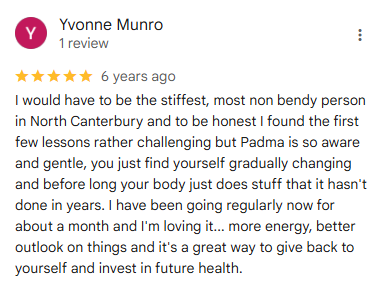 Y
Yvonne Munro
1 review
6 years ago
I would have to be the stiffest, most non bendy person
in North Canterbury and to be honest I found the first
few lessons rather challenging but Padma is so aware
and gentle, you just find yourself gradually changing
and before long your body just does stuff that it hasn't
done in years. I have been going regularly now for
about a month and I'm loving it... more energy, better
outlook on things and it's a great way to give back to
yourself and invest in future health.